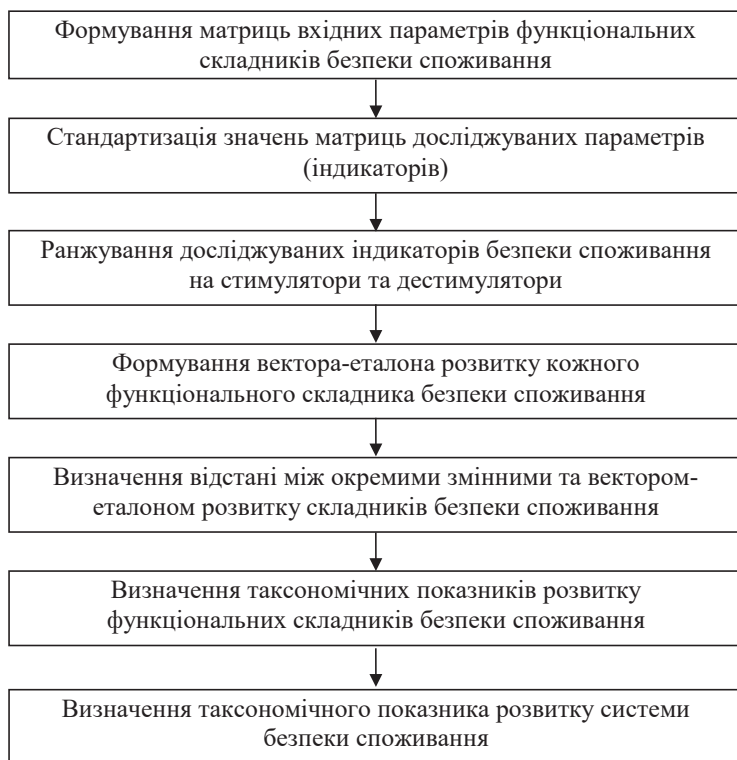 Формування матриць вхідних параметрів функціональних
складників безпеки споживання
Стандартизація значень матриць досліджуваних параметрів
(індикаторів)
Ранжування досліджуваних індикаторів безпеки споживання
на стимулятори та дестимулятори
Формування вектора-еталона розвитку кожного
функціонального складника безпеки споживання
Визначення відстані між окремими змінними та вектором-
еталоном розвитку складників безпеки споживання
Визначення таксономічних показників розвитку
функціональних складників безпеки споживання
Визначення таксономічного показника розвитку системи
безпеки споживання